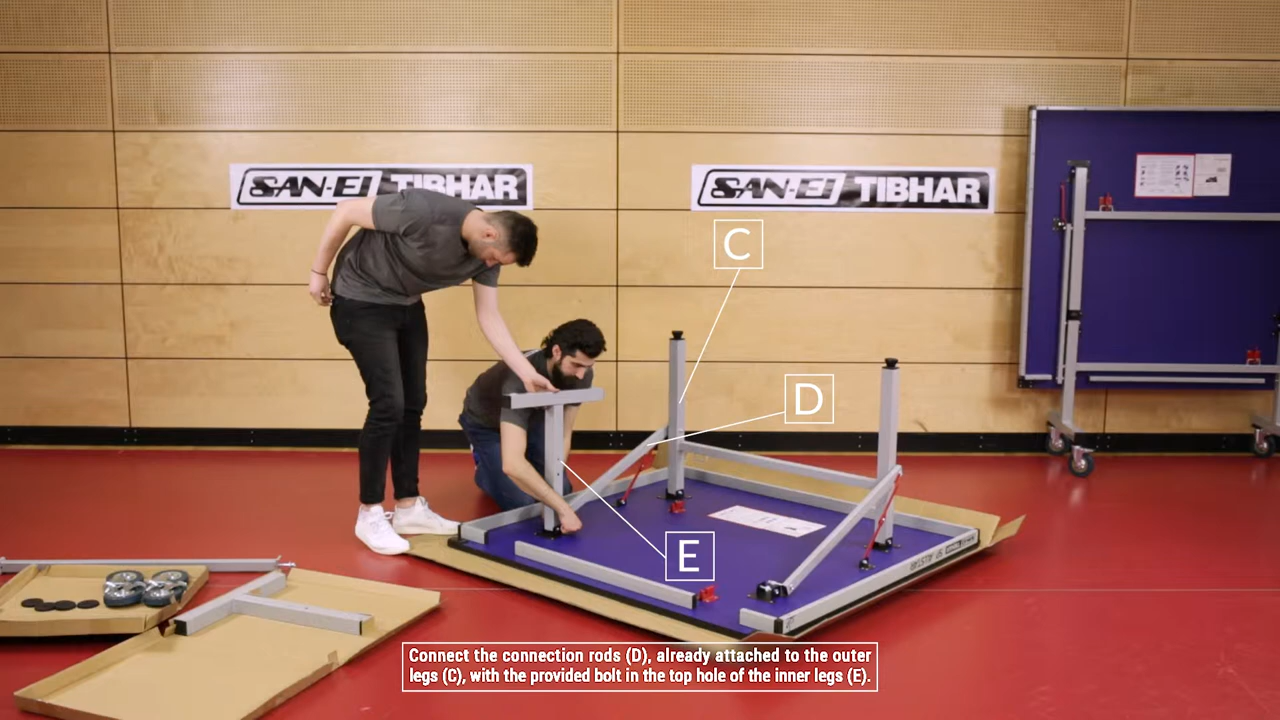 SAN-EI TIBHAR
SAN-EI TIBHAR
C
D
E
Connect the connection rods (D), already attached to the outer
legs (C), with the provided bolt in the top hole of the inner legs (E).